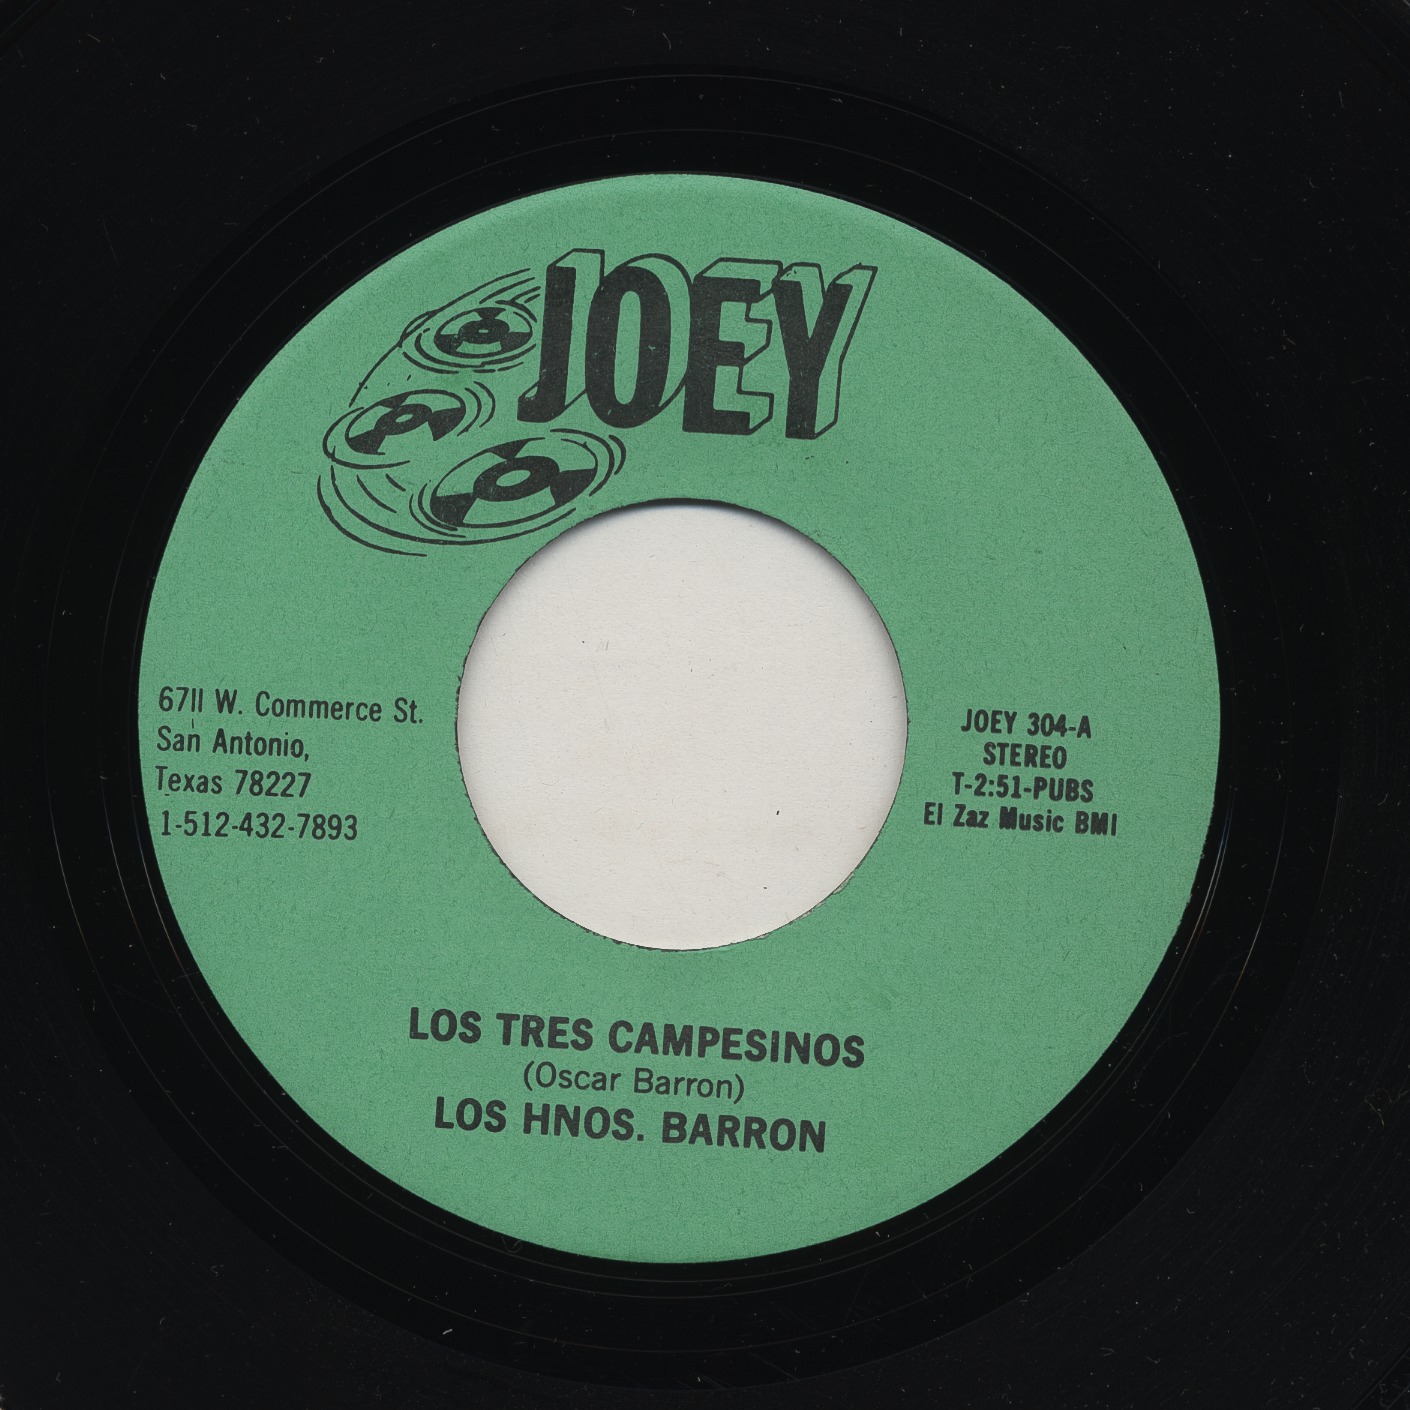 JOEY
6711 W. Commerce St.
San Antonio,
Texas 78227
1-512-432-7893
JOEY 304-A
STEREO
T-2:51-PUBS
El Zaz Music BMI
LOS TRES CAMPESINOS
(Oscar Barron)
LOS HNOS. BARRON